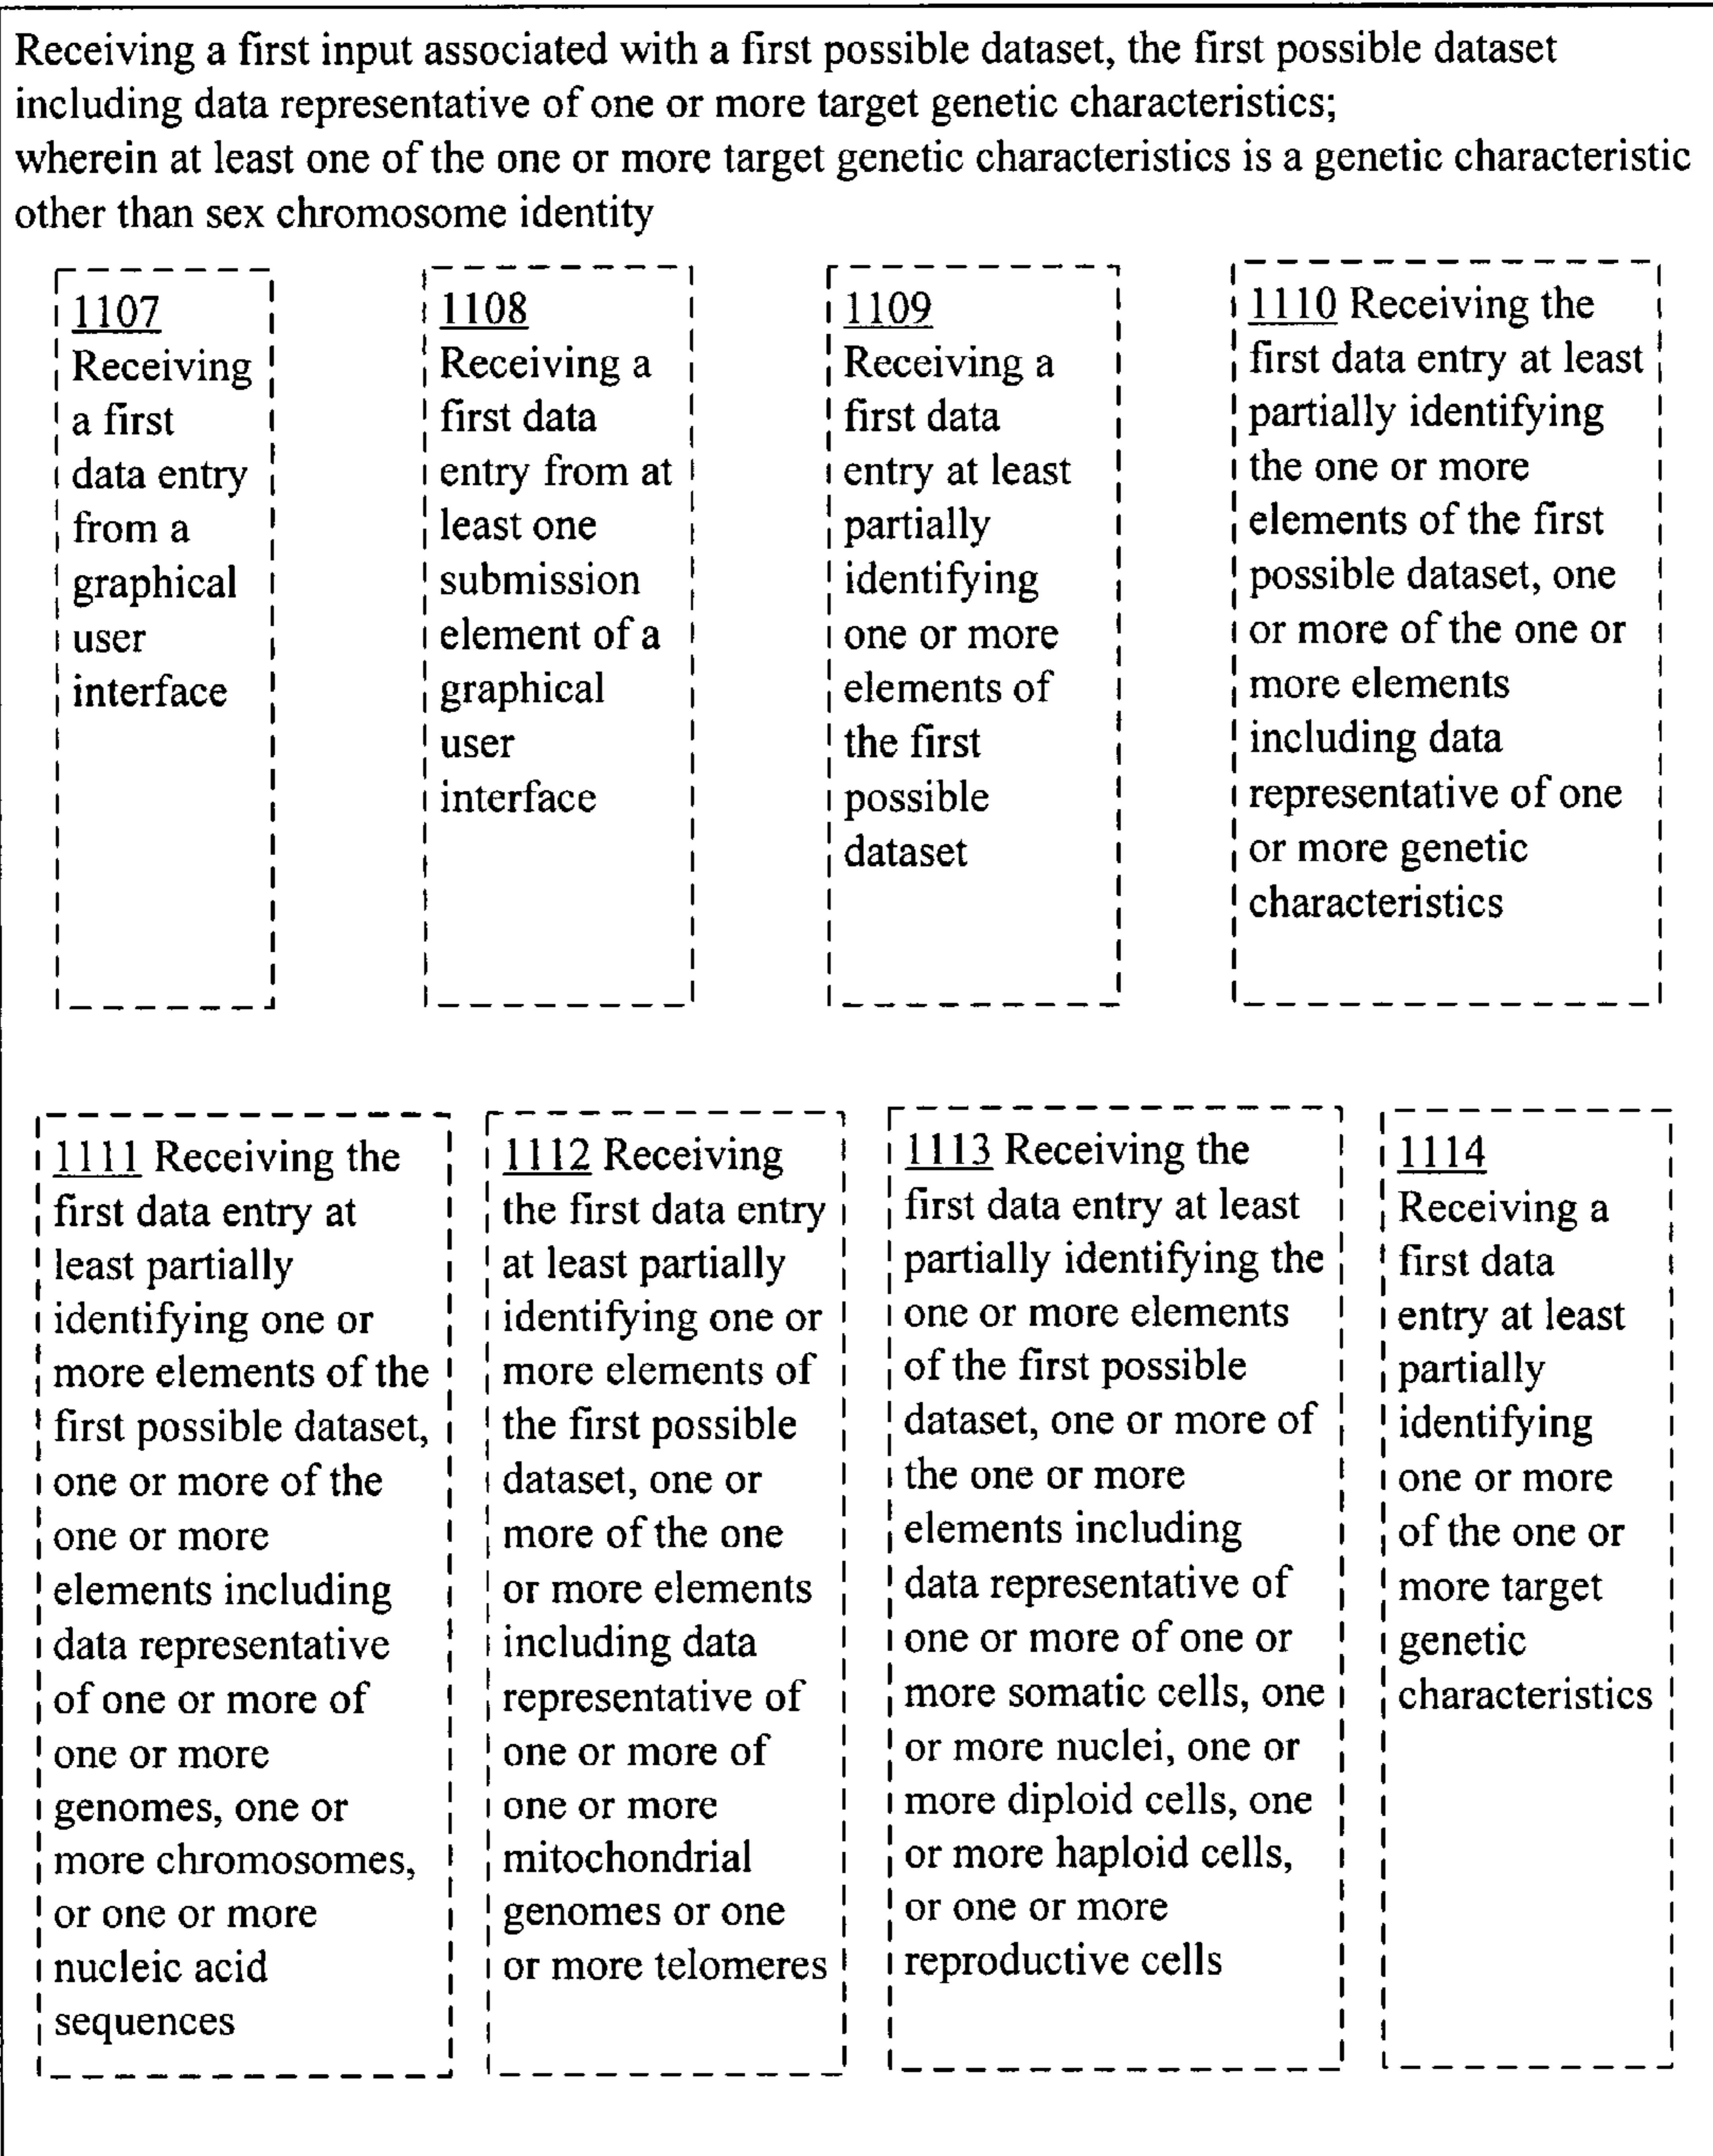 Receiving a first input associated with a first possible dataset, the first possible dataset
including data representative of one or more target genetic characteristics;
wherein at least one of the one or more target genetic characteristics is a genetic characteristic
other than sex chromosome identity
1107
Receiving
a first
data entry
from a
graphical
user
interface
1108
Receiving a
first data
entry from at
least one
submission
element of a
graphical
user
interface
1109
Receiving a
first data
entry at least
partially
identifying
one or more
elements of
the first
possible
dataset
1110 Receiving the
first data entry at least
partially identifying
the one or more
elements of the first
possible dataset, one
or more of the one or
more elements
including data
representative of one
or more genetic
characteristics
1111 Receiving the
first data entry at
least partially
identifying one or
more elements of the
first possible dataset,
one or more of the
one or more
elements including
data representative
of one or more of
one or more
genomes, one or
more chromosomes,
or one or more
nucleic acid
sequences
1112 Receiving
the first data entry
at least partially
identifying one or
more elements of
the first possible
dataset, one or
more of the one
or more elements
including data
representative of
one or more of
one or more
mitochondrial
genomes or one
or more telomeres
1113 Receiving the
first data entry at least
partially identifying the
one or more elements
of the first possible
dataset, one or more of
the one or more
elements including
data representative of
one or more of one or
more somatic cells, one
or more nuclei, one or
more diploid cells, one
or more haploid cells,
or one or more
reproductive cells
1114
Receiving a
first data
entry at least
partially
identifying
one or more
of the one or
more target
genetic
characteristics